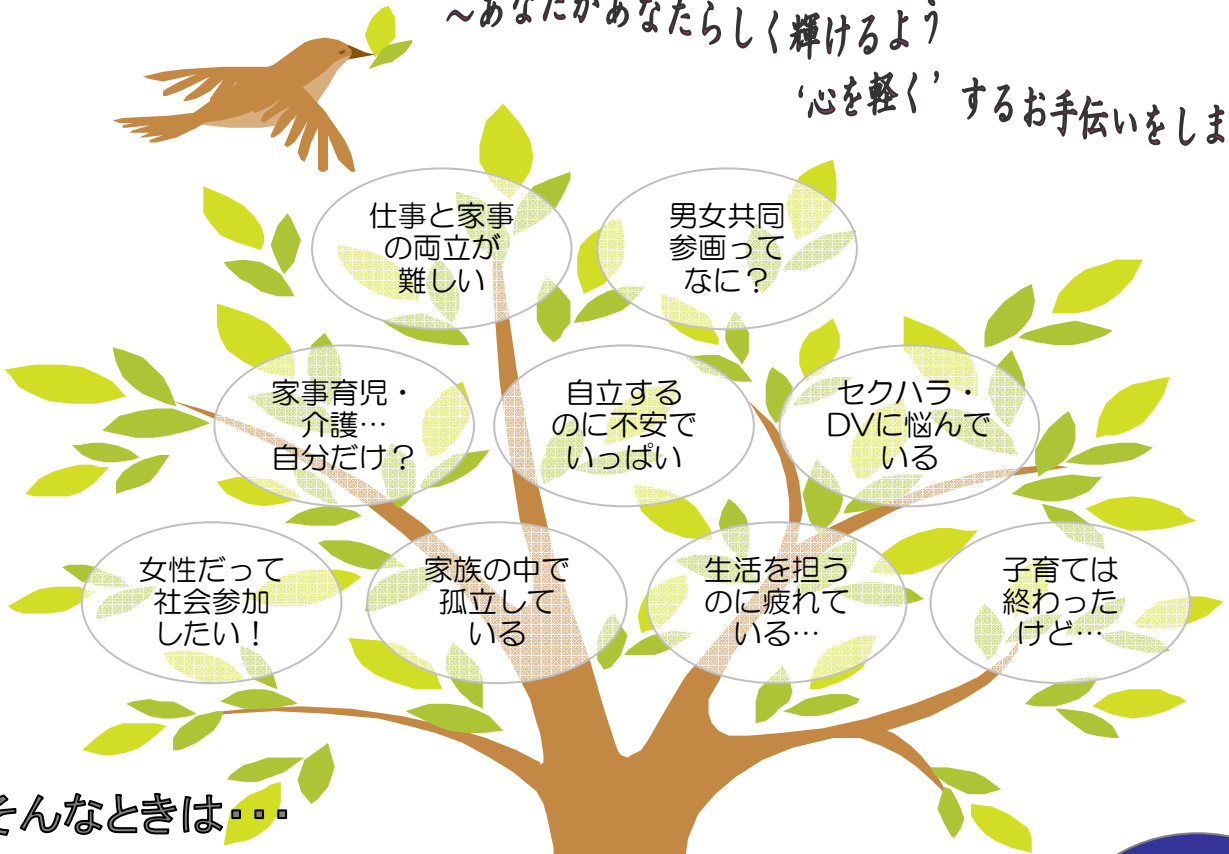 ~あなたがあなたらしく輝けるよう
‘心を軽く’するお手伝いをしま
仕事と家事
の両立が
難しい
男女共同
参画って
なに？
家事育児・
介護…
自分だけ？
自立する
のに不安で
いっぱい
セクハラ・
DVに悩んで
いる
女性だって
社会参加
したい！
家族の中で
孤立して
いる
生活を担う
のに疲れて
いる…
子育ては
終わった
けど…
そんなときは・・・